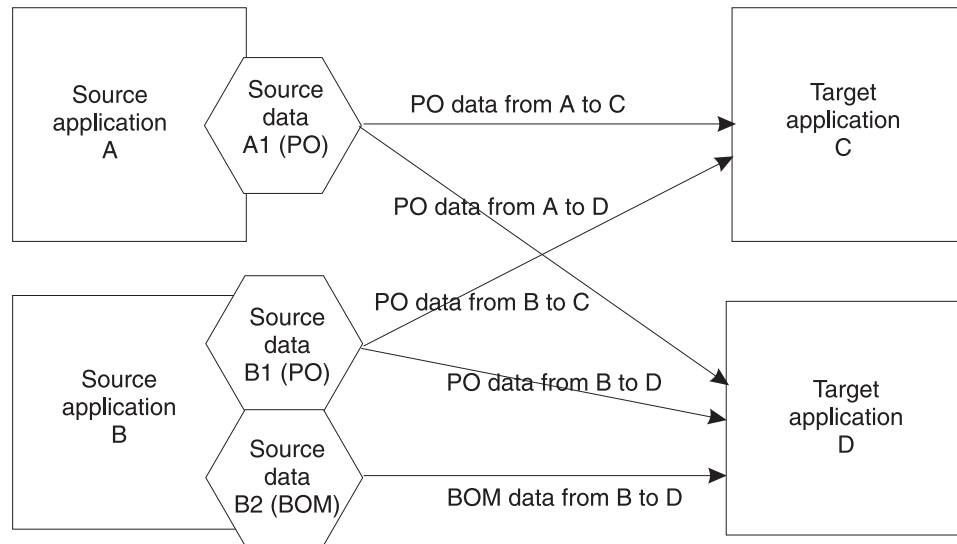 Source
application
A
Source
data
A1 (PO)
PO data from A to C
Target
application
C
PO data from A to D
PO data from B to C
Source
application
B
Source
data
B1 (PO)
PO data from B to D
Target
application
D
Source
data
B2 (BOM)
BOM data from B to D